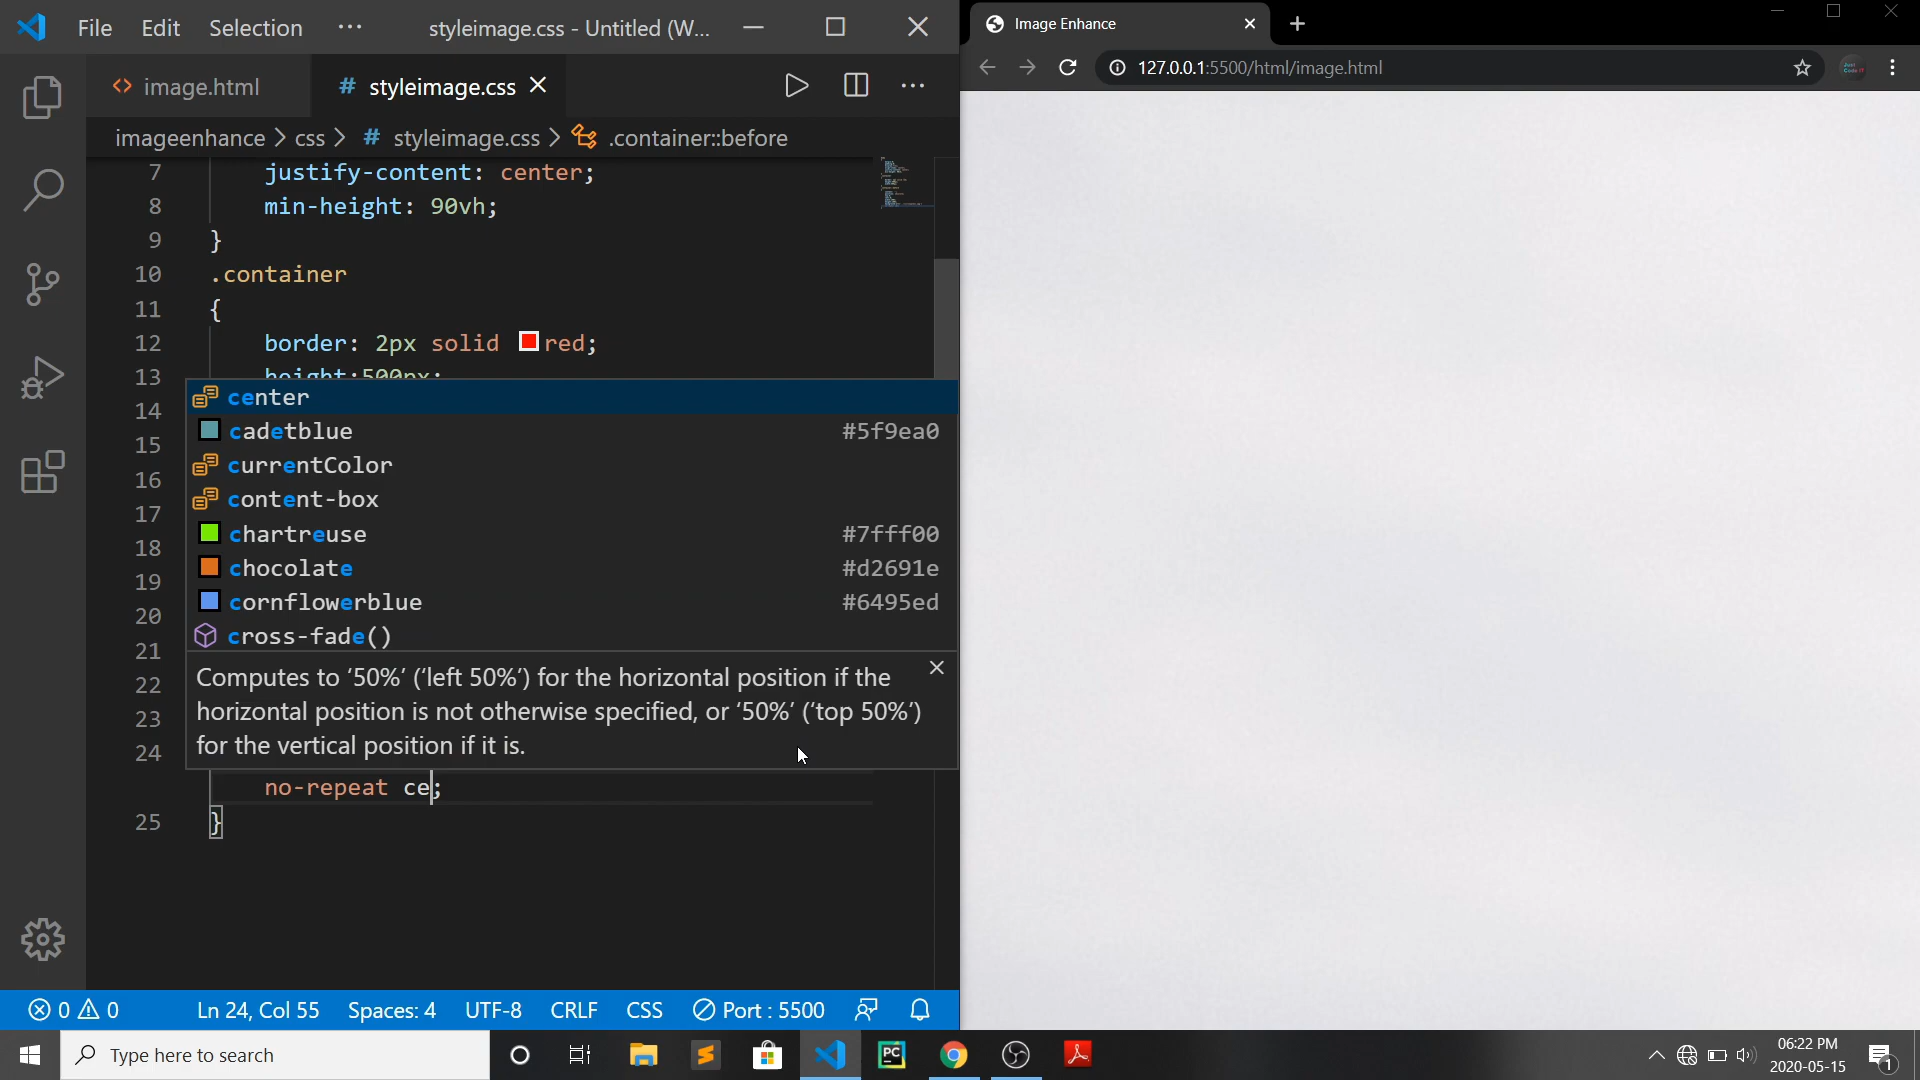 File Edit Selection ··· styleimage.css - Untitled (W...
image.html
styleimage.css
imageenhance > css > # styleimage.css > .container::before
7 justify-content: center;
8 min-height: 90vh;
9 }
10 .container
11 {
12 border: 2px solid red;
13 height:500px;
14
15
16
17
18
19
20
21
22
23
24
center
cadetblue #5f9ea0
currentColor
content-box
chartreuse #7fff00
chocolate #d2691e
cornflowerblue #6495ed
cross-fade()
Computes to ‘50%’ (‘left 50%’) for the horizontal position if the
horizontal position is not otherwise specified, or ‘50%’ (‘top 50%’)
for the vertical position if it is.
no-repeat ce;
25 }
0 0 Ln 24, Col 55 Spaces: 4 UTF-8 CRLF CSS Port : 5500
Image Enhance
127.0.0.1:5500/html/image.html
Type here to search
PC
06:22 PM
2020-05-15
1